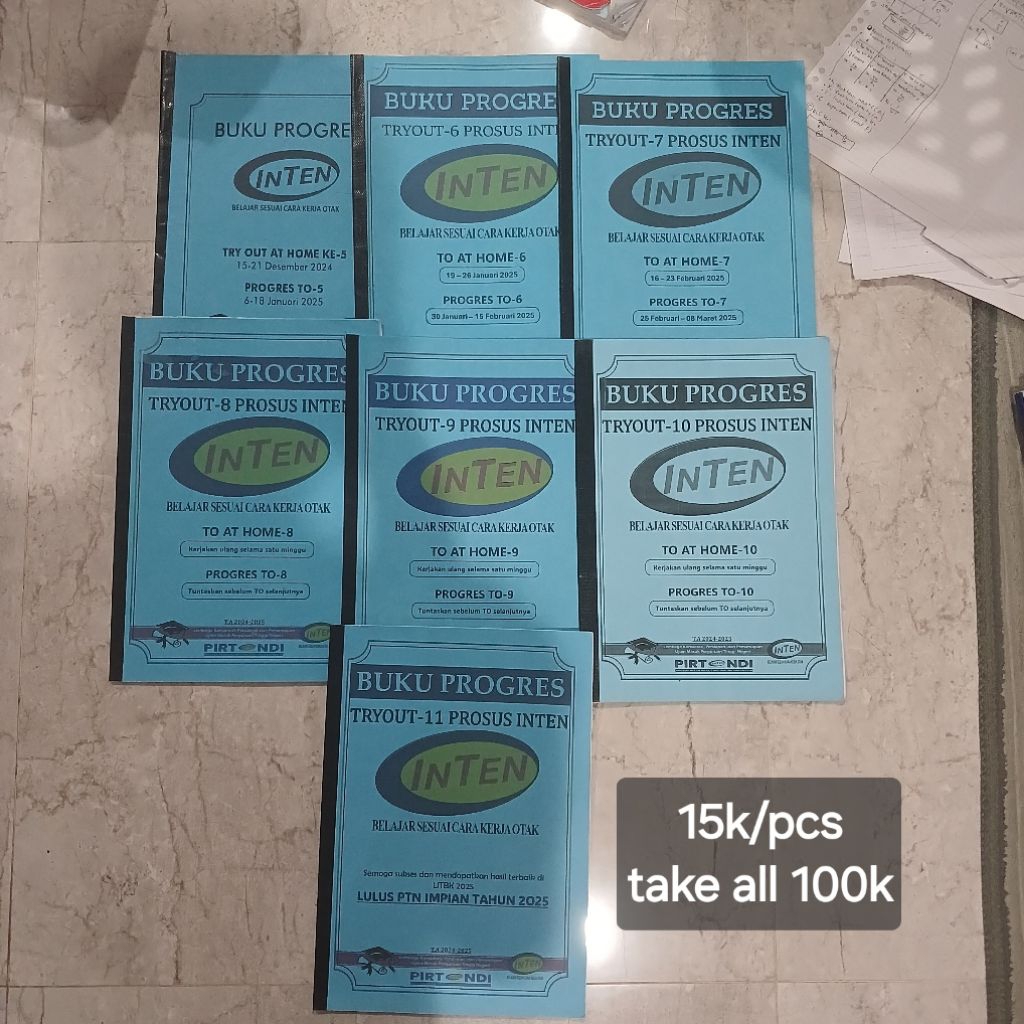 BUKU PROGRE
INTEN
BELAJAR SESUAI CARA KERJA OTAK
TRY OUT AT HOME KE-5
15-21 Desember 2024
PROGRES TO-5
6-18 Januari 2025
BUKU PROGRE
TRYOUT-6 PROSUS INT
INTEN
BELAJAR SESUAI CARA KERJA OTAK
TO AT HOME-6
19 – 26 Januari 2025
PROGRES TO-6
30 Januari – 15 Februari 2025
BUKU PROGRES
TRYOUT-7 PROSUS INTEN
INTEN
BELAJAR SESUAI CARA KERJA OTAK
TO AT HOME-7
16 – 23 Februari 2025
PROGRES TO-7
25 Februari – 08 Maret 2025
BUKU PROGRES
TRYOUT-8 PROSUS INTEN
INTEN
BELAJAR SESUAI CARA KERJA OTAK
TO AT HOME-8
Kerjakan ulang selama satu minggu
PROGRES TO-8
Tuntaskan sebelum TO selanjutnya
T.A 2024-2025
INTEN
PIRTENDI
BUKU PROGRES
TRYOUT-9 PROSUS INTEN
INTEN
BELAJAR SESUAI CARA KERJA OTAK
TO AT HOME-9
Kerjakan ulang selama satu minggu
PROGRES TO-9
Tuntaskan sebelum TO selanjutnya
BUKU PROGRES
TRYOUT-10 PROSUS INTEN
INTEN
BELAJAR SESUAI CARA KERJA OTAK
TO AT HOME-10
Kerjakan ulang selama satu minggu
PROGRES TO-10
Tuntaskan sebelum TO selanjutnya
T.A 2024-2025
INTEN
PIRTENDI
BUKU PROGRES
TRYOUT-11 PROSUS INTEN
INTEN
BELAJAR SESUAI CARA KERJA OTAK
Semoga sukses dan mendapatkan hasil terbaik di
UTBK 2025
LULUS PTN IMPIAN TAHUN 2025
T.A 2024-2025
INTEN
PIRTENDI
15k/pcs
take all 100k